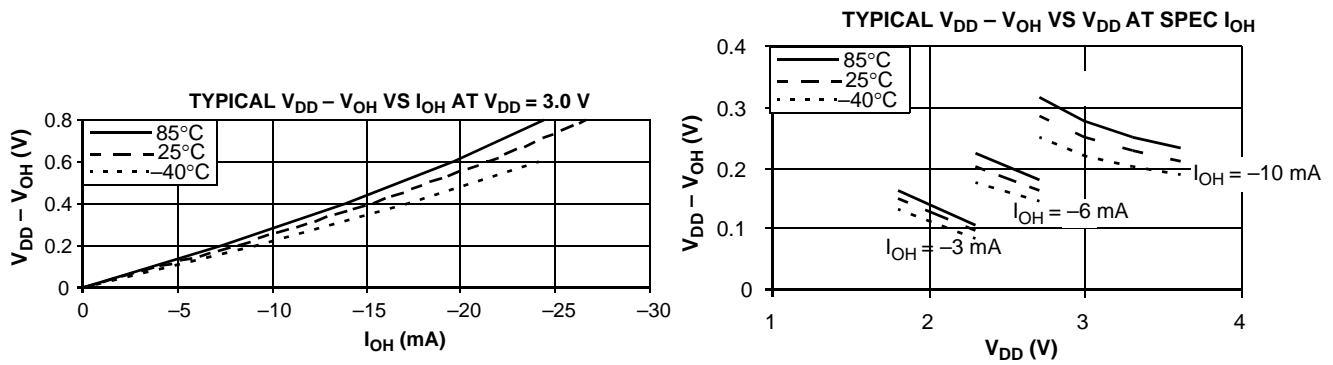 TYPICAL VDD – VOH VS IOH AT VDD = 3.0 V
VDD – VOH (V)
0.8
0.6
0.4
0.2
0
85°C
25°C
–40°C
0
–5
–10
–15
–20
–25
–30
IOH (mA)
TYPICAL VDD – VOH VS VDD AT SPEC IOH
VDD – VOH (V)
0.4
0.3
0.2
0.1
0
85°C
25°C
–40°C
IOH = –10 mA
IOH = –6 mA
IOH = –3 mA
1
2
3
4
VDD (V)